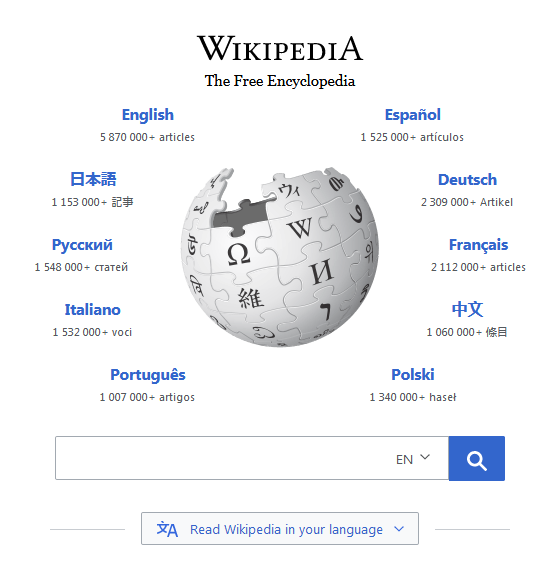 WIKIPEDIA
The Free Encyclopedia
English
5 870 000+ articles
Español
1 525 000+ artículos
日本語
1 153 000+ 記事
Deutsch
2 309 000+ Artikel
Русский
1 548 000+ статей
Français
2 112 000+ articles
Italiano
1 532 000+ voci
中文
1 060 000+ 條目
Português
1 007 000+ artigos
Polski
1 340 000+ haseł
ウィ
W
Ω
И
維
EN
Read Wikipedia in your language